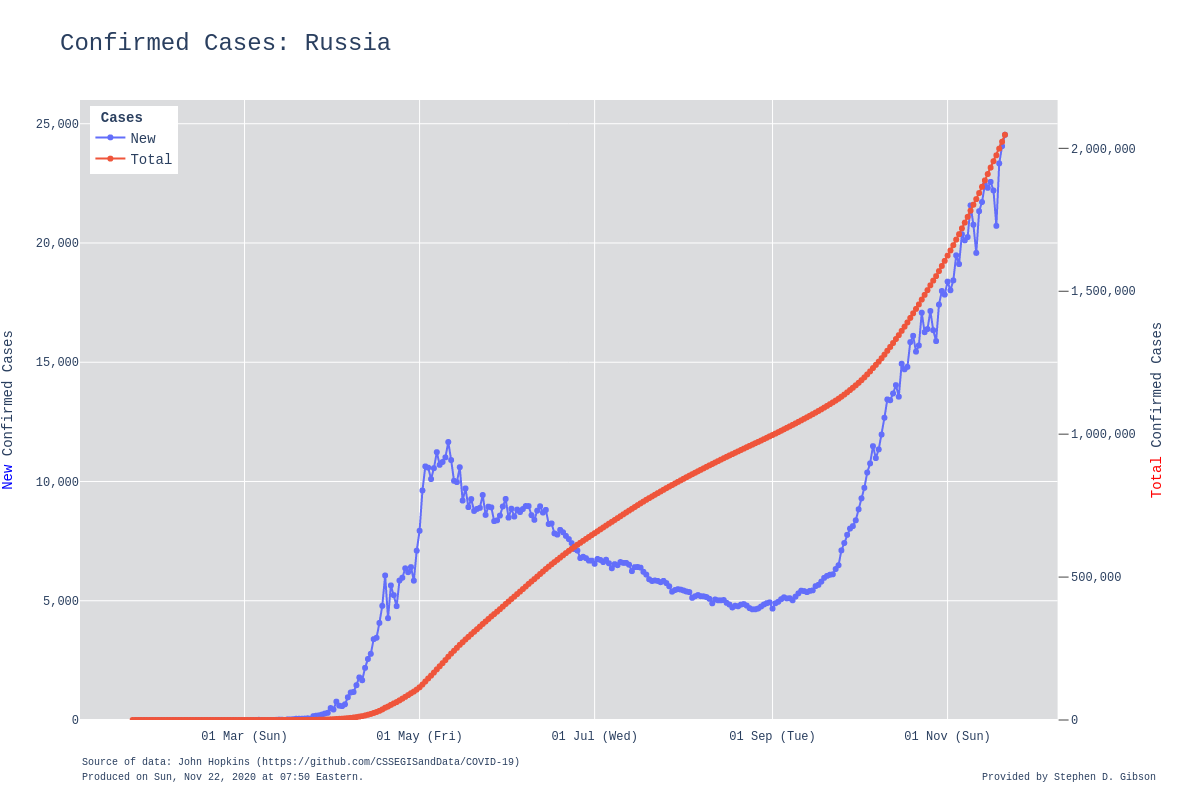 Confirmed Cases: Russia
Cases
New
Total
25,000
20,000
15,000
10,000
5,000
0
2,000,000
1,500,000
1,000,000
500,000
0
New Confirmed Cases
Total Confirmed Cases
01 Mar (Sun)
01 May (Fri)
01 Jul (Wed)
01 Sep (Tue)
01 Nov (Sun)
Source of data: John Hopkins (https://github.com/CSSEGISandData/COVID-19)
Produced on Sun, Nov 22, 2020 at 07:50 Eastern.
Provided by Stephen D. Gibson